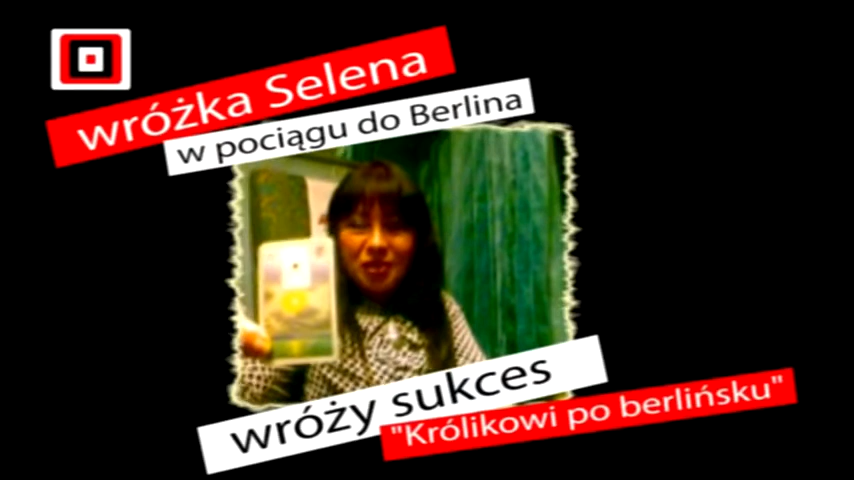 wróżka Selena
w pociągu do Berlina
wróży sukces
"Królikowi po berlińsku"